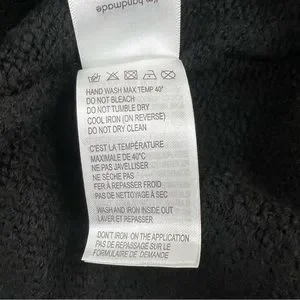 I'm handmade
HAND WASH MAX TEMP 40°
DO NOT BLEACH
DO NOT TUMBLE DRY
COOL IRON (ON REVERSE)
DO NOT DRY CLEAN
C'EST LA TEMPÉRATURE
MAXIMALE DE 40°C
NE PAS JAVELLISER
NE SÈCHE PAS
FER À REPASSER FROID
PAS DE NETTOYAGE À SEC
WASH AND IRON INSIDE OUT
LAVER ET REPASSER
DON'T IRON ON THE APPLICATION
PAS DE REPASSAGE SUR LE
FORMULAIRE DE DEMANDE